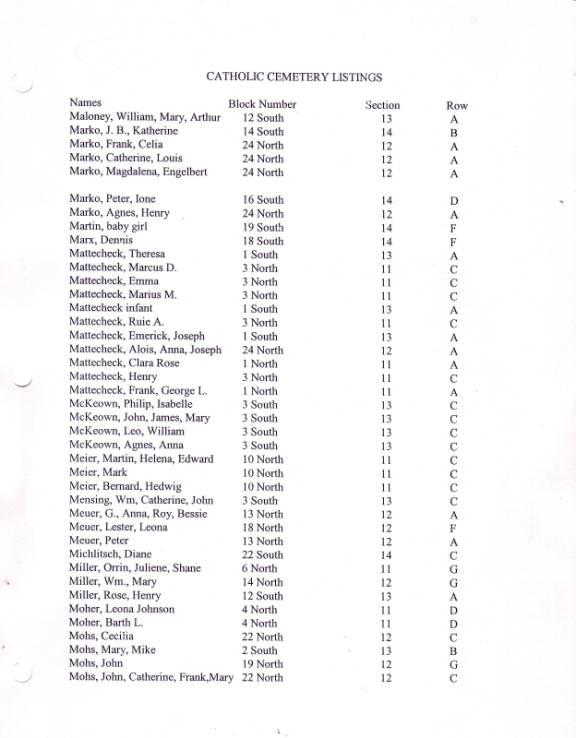 CATHOLIC CEMETERY LISTINGS
Names Block Number Section Row
Maloney, William, Mary, Arthur 12 South 13 A
Marko, J. B., Katherine 14 South 14 B
Marko, Frank, Celia 24 North 12 A
Marko, Catherine, Louis 24 North 12 A
Marko, Magdalena, Engelbert 24 North 12 A
Marko, Peter, Ione 16 South 14 D
Marko, Agnes, Henry 24 North 12 A
Martin, baby girl 19 South 14 F
Marx, Dennis 18 South 14 F
Mattecheck, Theresa 1 South 13 A
Mattecheck, Marcus D. 3 North 11 C
Mattecheck, Emma 3 North 11 C
Mattecheck, Marius M. 3 North 11 C
Mattecheck infant 1 South 13 A
Mattecheck, Ruie A. 3 North 11 C
Mattecheck, Emerick, Joseph 1 South 13 A
Mattecheck, Alois, Anna, Joseph 24 North 12 A
Mattecheck, Clara Rose 1 North 11 A
Mattecheck, Henry 3 North 11 C
Mattecheck, Frank, George L. 1 North 11 A
McKeown, Philip, Isabelle 3 South 13 C
McKeown, John, James, Mary 3 South 13 C
McKeown, Leo, William 3 South 13 C
McKeown, Agnes, Anna 3 South 13 C
Meier, Martin, Helena, Edward 10 North 11 C
Meier, Mark 10 North 11 C
Meier, Bernard, Hedwig 10 North 11 C
Mensing, Wm, Catherine, John 3 South 13 C
Meuer, G., Anna, Roy, Bessie 13 North 12 A
Meuer, Lester, Leona 18 North 12 F
Meuer, Peter 13 North 12 A
Michlitsch, Diane 22 South 14 C
Miller, Orrin, Juliene, Shane 6 North 11 G
Miller, Wm., Mary 14 North 12 G
Miller, Rose, Henry 12 South 13 A
Moher, Leona Johnson 4 North 11 D
Moher, Barth L. 4 North 11 D
Mohs, Cecilia 22 North 12 C
Mohs, Mary, Mike 2 South 13 B
Mohs, John 19 North 12 G
Mohs, John, Catherine, Frank,Mary 22 North 12 C